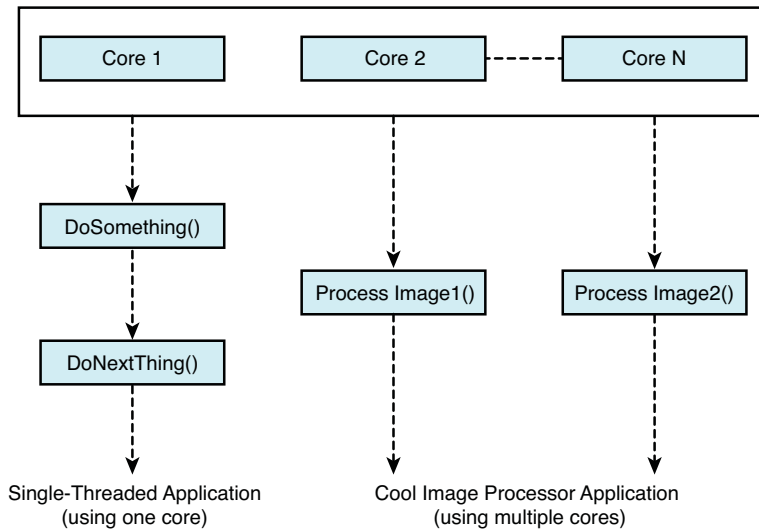 Core 1
Core 2
Core N
DoSomething()
Process Image1()
Process Image2()
DoNextThing()
Single-Threaded Application
(using one core)
Cool Image Processor Application
(using multiple cores)